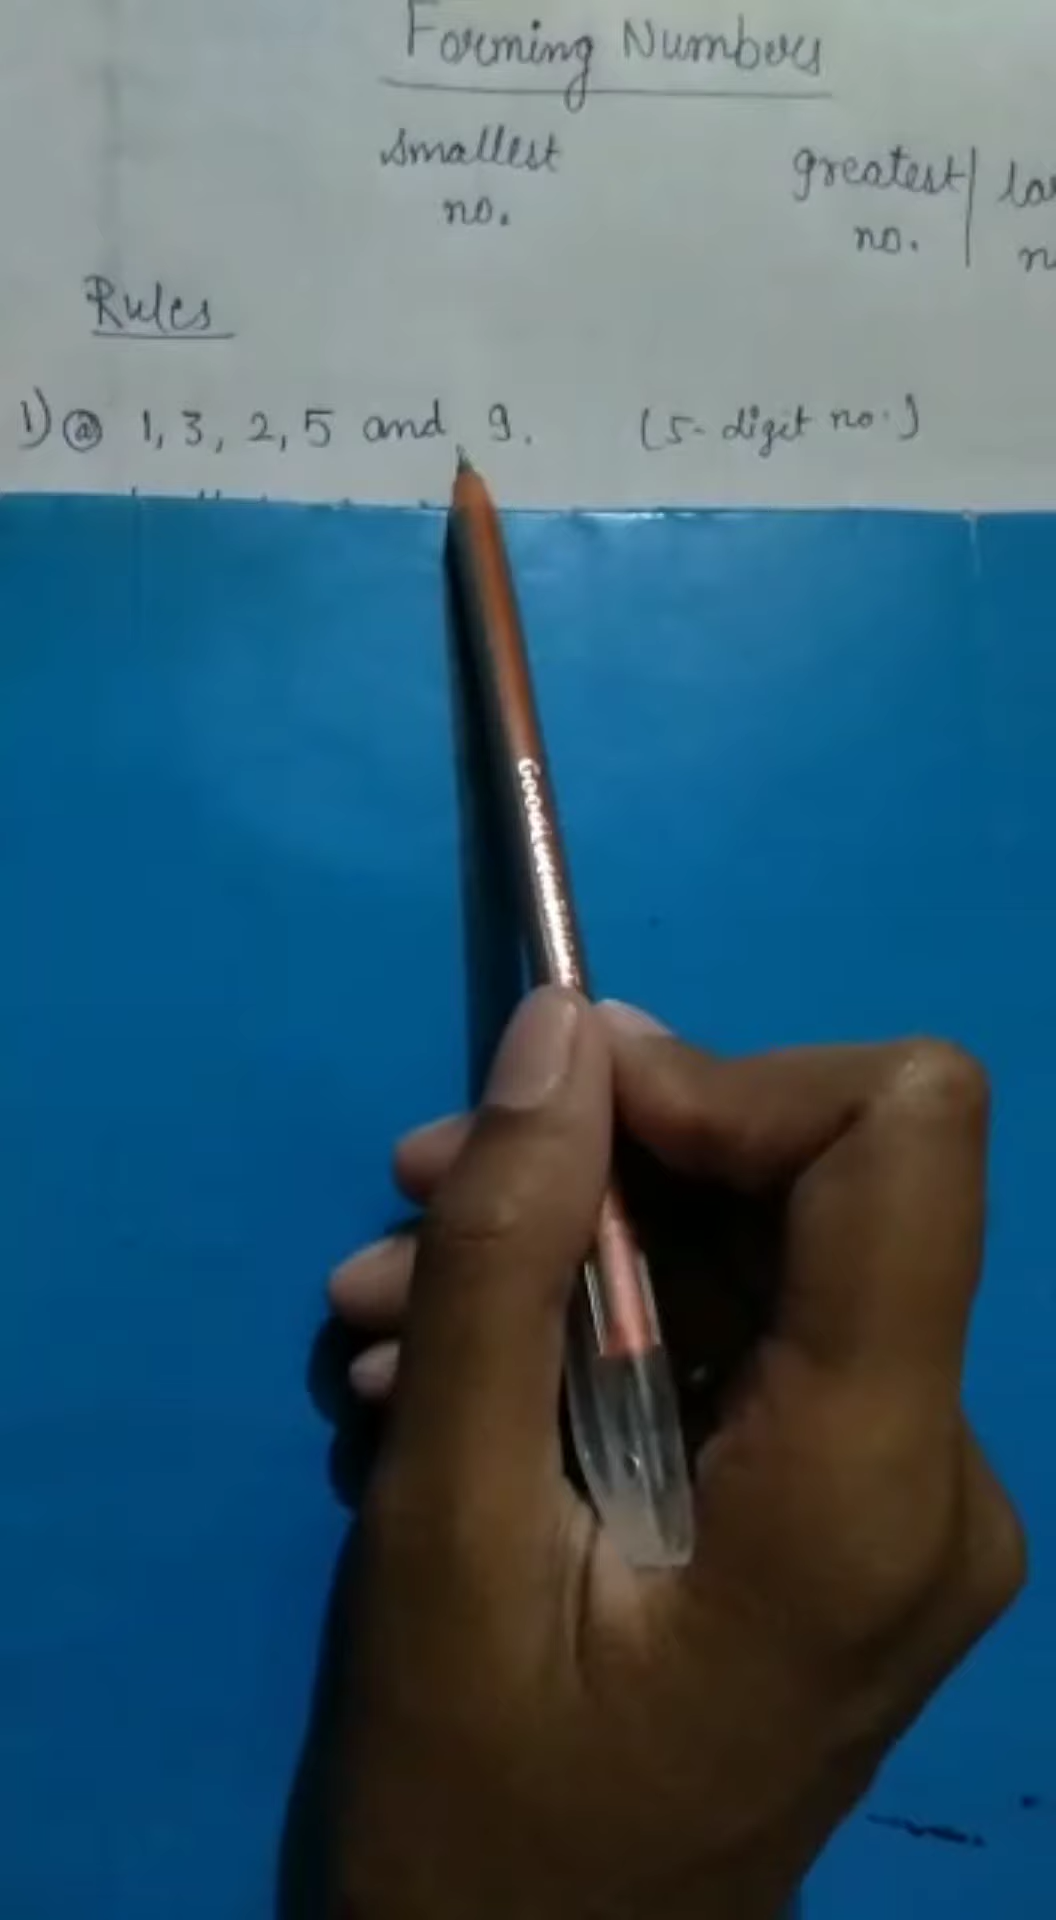 Forming Numbers
smallest
no.
greatest|
no.
Rules
1) ⓐ 1, 3, 2, 5 and 9. (5-digit no.)